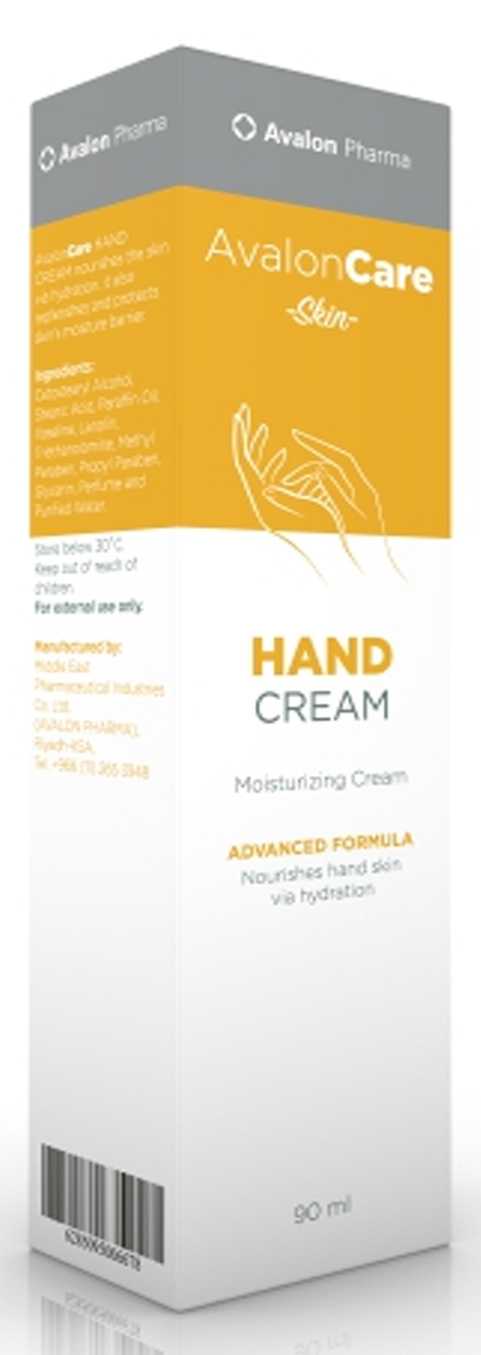 Avalon Pharma
AvalonCare HAND
CREAM nourishes the skin
via hydration. It also
replenishes and protects
skin's moisture barrier.
Ingredients:
Cetostearyl Alcohol,
Stearic Acid, Paraffin Oil,
Vaseline, Lanolin,
Triethanolamine, Methyl
Paraben, Propyl Paraben,
Glycerin, Perfume and
Purified Water.
Store below 30°C.
Keep out of reach of
children.
For external use only.
Manufactured by:
Middle East
Pharmaceutical Industries
Co. Ltd.
(AVALON PHARMA),
Riyadh-KSA.
Avalon Pharma
AvalonCare
-Skin-
HAND
CREAM
Moisturizing Cream
ADVANCED FORMULA
Nourishes hand skin
via hydration
90 ml